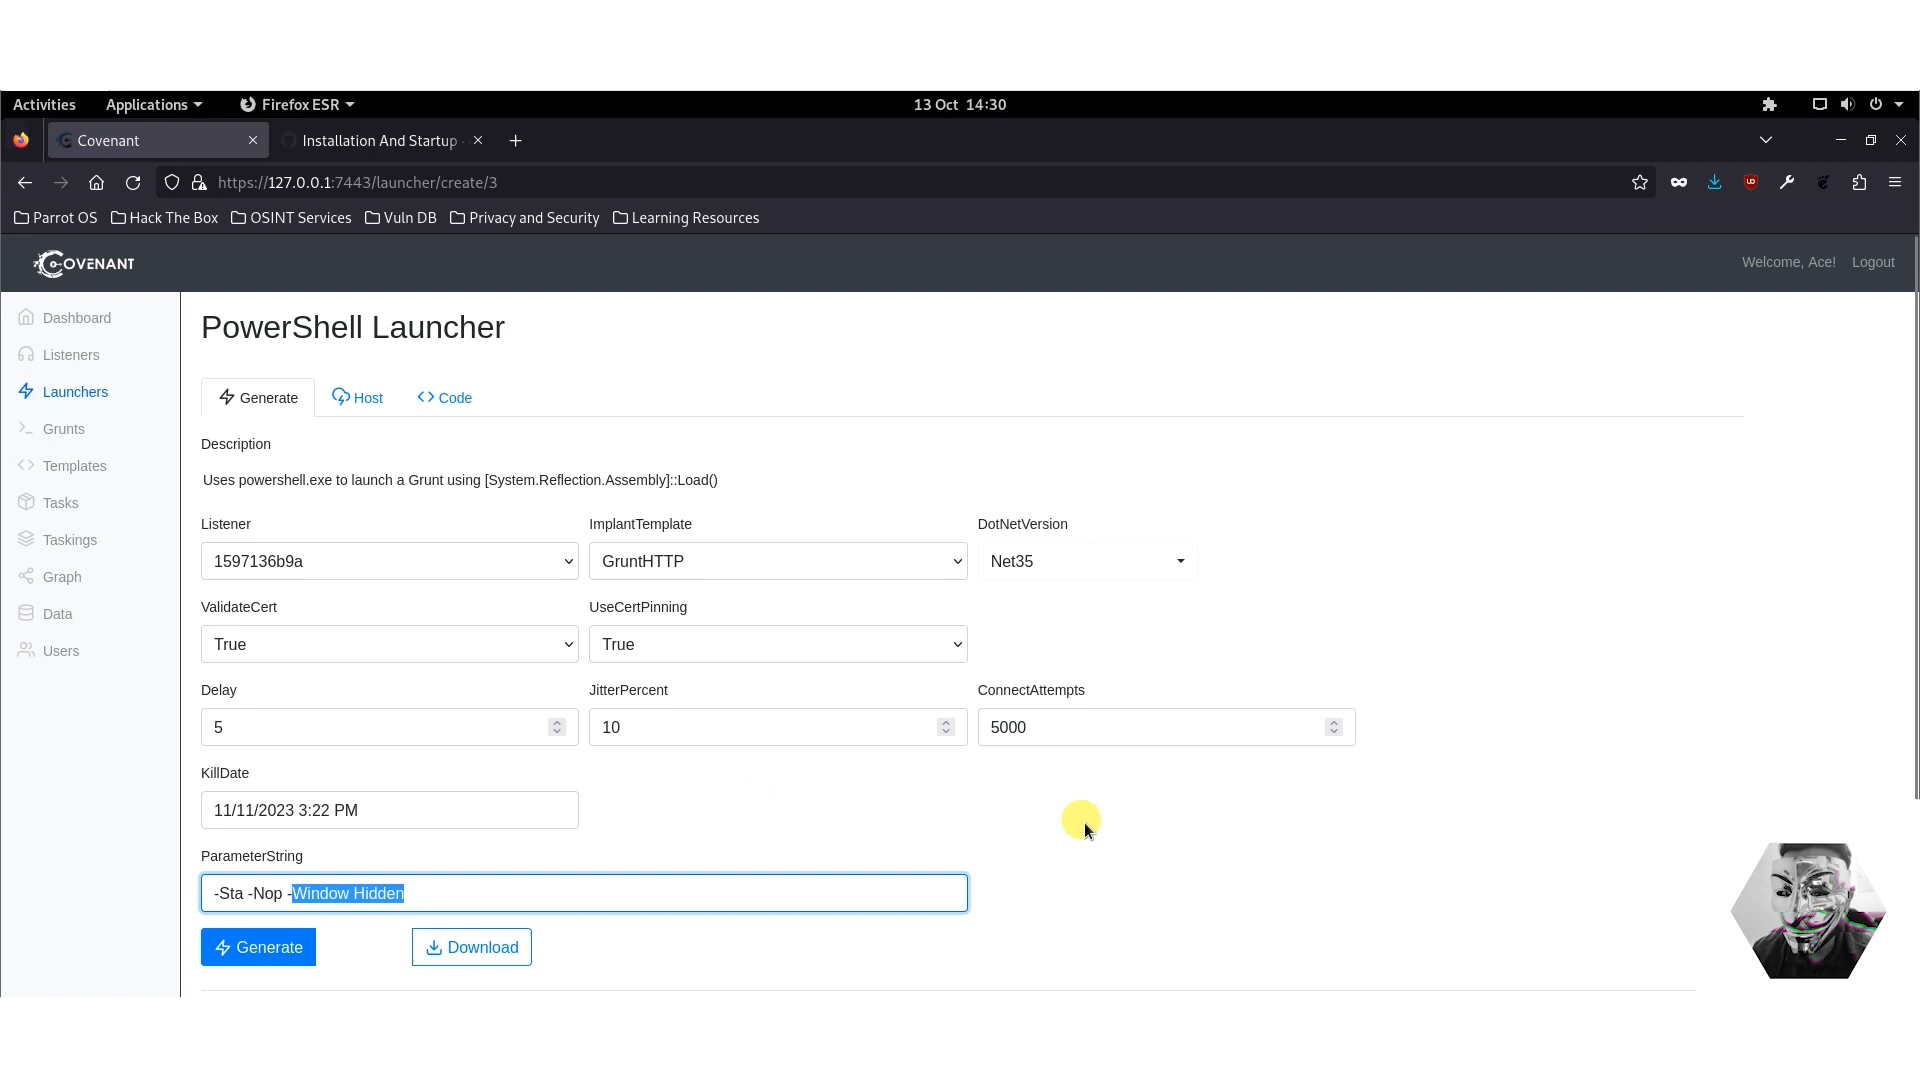 Activities Applications Firefox ESR 13 Oct 14:30
Covenant Installation And Startup
https://127.0.0.1:7443/launcher/create/3
Parrot OS Hack The Box OSINT Services Vuln DB Privacy and Security Learning Resources
COVENANT Welcome, Ace! Logout
Dashboard
Listeners
Launchers
Grunts
Templates
Tasks
Taskings
Graph
Data
Users
PowerShell Launcher
Generate Host Code
Description
Uses powershell.exe to launch a Grunt using [System.Reflection.Assembly]::Load()
Listener ImplantTemplate DotNetVersion
1597136b9a GruntHTTP Net35
ValidateCert UseCertPinning
True True
Delay JitterPercent ConnectAttempts
5 10 5000
KillDate
11/11/2023 3:22 PM
ParameterString
-Sta -Nop -Window Hidden
Generate Download